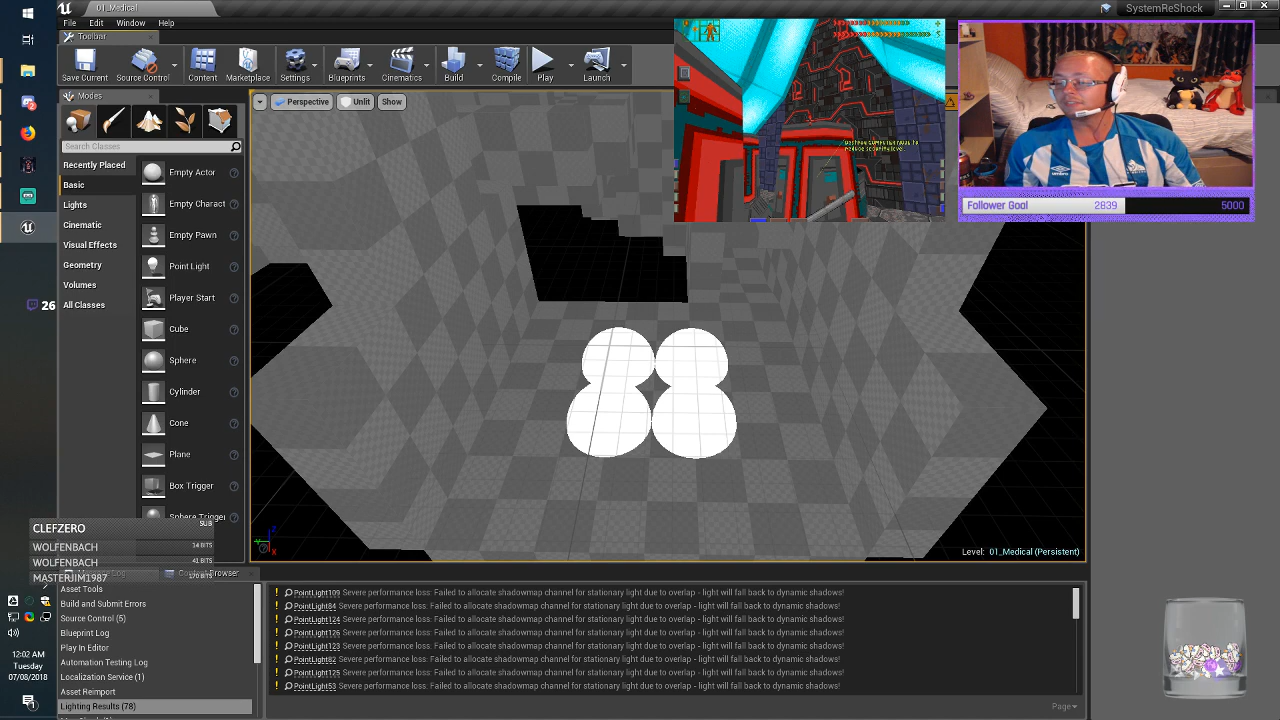 01_Medical
SystemReShock
File Edit Window Help
Toolbar
Save Current
Source Control
Content
Marketplace
Settings
Blueprints
Cinematics
Build
Compile
Play
Launch
Modes
Search Classes
Recently Placed
Basic
Lights
Cinematic
Visual Effects
Geometry
Volumes
All Classes
Empty Actor
Empty Charact
Empty Pawn
Point Light
Player Start
Cube
Sphere
Cylinder
Cone
Plane
Box Trigger
Sphere Trigger
Perspective
Unlit
Show
Level: 01_Medical (Persistent)
Follower Goal 2839 5000
26
CLEFZERO SUB
WOLFENBACH 14 BITS
WOLFENBACH 41 BITS
MASTERJIM1987 170 BITS
Content Browser
Asset Tools
Build and Submit Errors
Source Control (5)
Blueprint Log
Play In Editor
Automation Testing Log
Localization Service (1)
Asset Reimport
Lighting Results (78)
PointLight109 Severe performance loss: Failed to allocate shadowmap channel for stationary light due to overlap - light will fall back to dynamic shadows!
PointLight84 Severe performance loss: Failed to allocate shadowmap channel for stationary light due to overlap - light will fall back to dynamic shadows!
PointLight124 Severe performance loss: Failed to allocate shadowmap channel for stationary light due to overlap - light will fall back to dynamic shadows!
PointLight126 Severe performance loss: Failed to allocate shadowmap channel for stationary light due to overlap - light will fall back to dynamic shadows!
PointLight123 Severe performance loss: Failed to allocate shadowmap channel for stationary light due to overlap - light will fall back to dynamic shadows!
PointLight82 Severe performance loss: Failed to allocate shadowmap channel for stationary light due to overlap - light will fall back to dynamic shadows!
PointLight125 Severe performance loss: Failed to allocate shadowmap channel for stationary light due to overlap - light will fall back to dynamic shadows!
PointLight53 Severe performance loss: Failed to allocate shadowmap channel for stationary light due to overlap - light will fall back to dynamic shadows!
Page
12:02 AM
Tuesday
07/08/2018